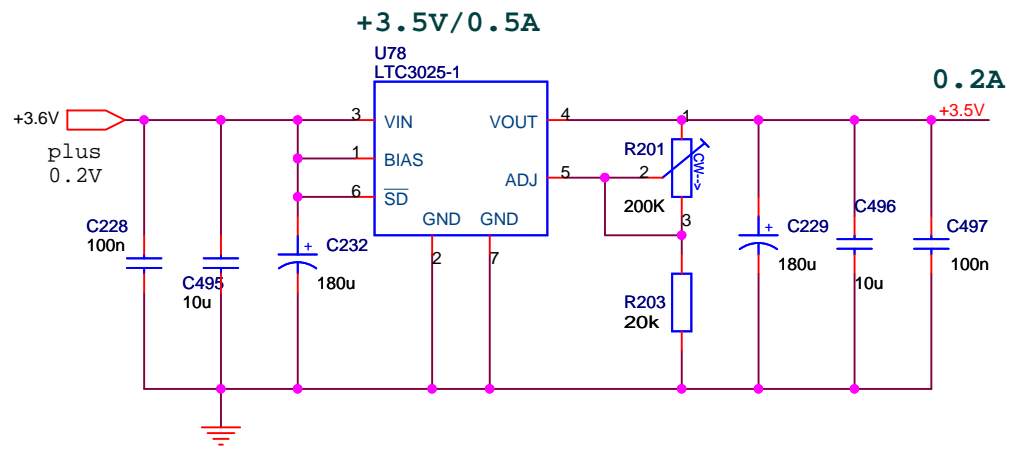 +3.5V/0.5A
U78
LTC3025-1
0.2A
+3.6V
3
VIN
VOUT
4
1
+3.5V
plus
0.2V
1
BIAS
R201
2
CW-->
ADJ
5
6
SD
200K
3
GND
GND
C228
100n
C495
10u
+
C232
180u
2
7
+
C229
180u
C496
10u
C497
100n
R203
20k